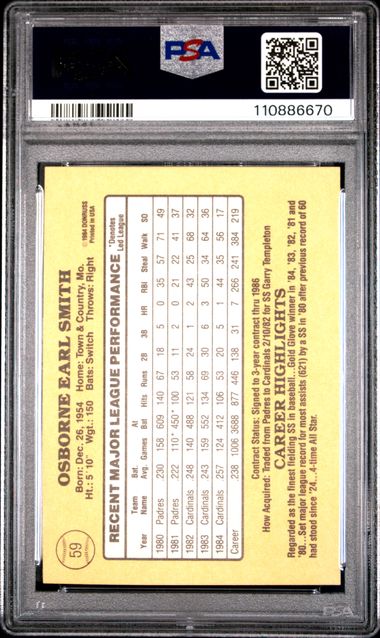 PSA
110886670
59
OSBORNE EARL SMITH
© 1984 DONRUSS
Printed in USA
Born: Dec. 26, 1954 Home: Town & Country, Mo.
Ht.: 5' 10" Wgt.: 150 Bats: Switch Throws: Right
RECENT MAJOR LEAGUE PERFORMANCE *Denotes Led League
Year Team Name Bat. Avg. Games At Bat Hits Runs 2B 3B HR RBI Steal Walk SO
1980 Padres .230 158 609 140 67 18 5 0 35 57 71 49
1981 Padres .222 110* 450* 100 53 11 2 0 21 22 41 37
1982 Cardinals .248 140 488 121 58 24 1 2 43 25 68 32
1983 Cardinals .243 159 552 134 69 30 6 3 50 34 64 36
1984 Cardinals .257 124 412 106 53 20 5 1 44 35 56 17
Career .238 1006 3688 877 446 138 31 7 266 241 384 219
Contract Status: Signed to 3-year contract thru 1986
How Acquired: Traded from Padres to Cardinals 2/10/82 for SS Garry Templeton
CAREER HIGHLIGHTS
Regarded as the finest fielding SS in baseball...Gold Glove winner in '84, '83, '82, '81 and
'80...Set major league record for most assists (621) by a SS in '80 after previous record of 60
had stood since '24...4-time All Star.
PSA